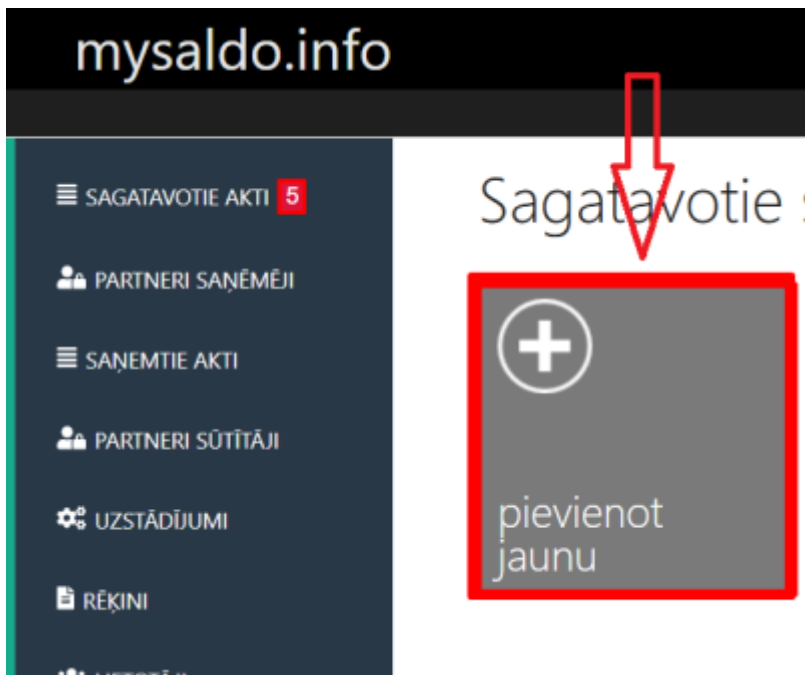 mysaldo.info
SAGATAVOTIE AKTI 5
PARTNERI SAŅĒMĒJI
SAŅEMTIE AKTI
PARTNERI SŪTĪTĀJI
UZSTĀDĪJUMI
RĒĶINI
Sagatavotie
pievienot
jaunu